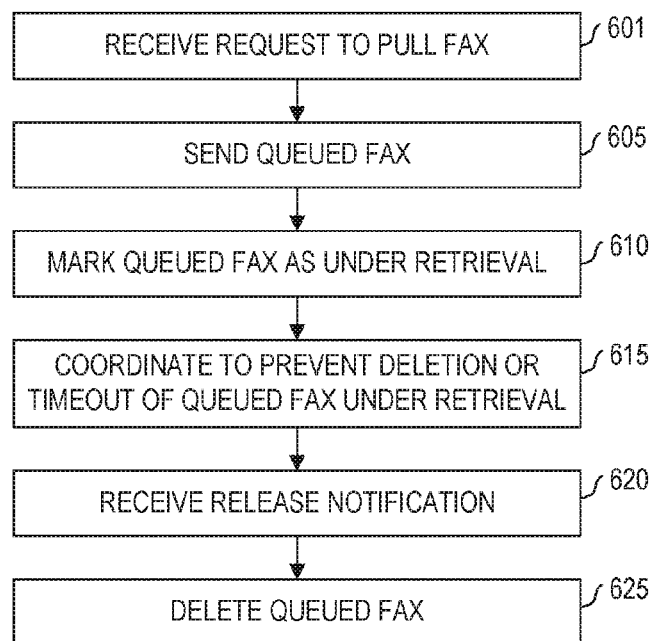 RECEIVE REQUEST TO PULL FAX
601
SEND QUEUED FAX
605
MARK QUEUED FAX AS UNDER RETRIEVAL
610
COORDINATE TO PREVENT DELETION OR
TIMEOUT OF QUEUED FAX UNDER RETRIEVAL
615
RECEIVE RELEASE NOTIFICATION
620
DELETE QUEUED FAX
625